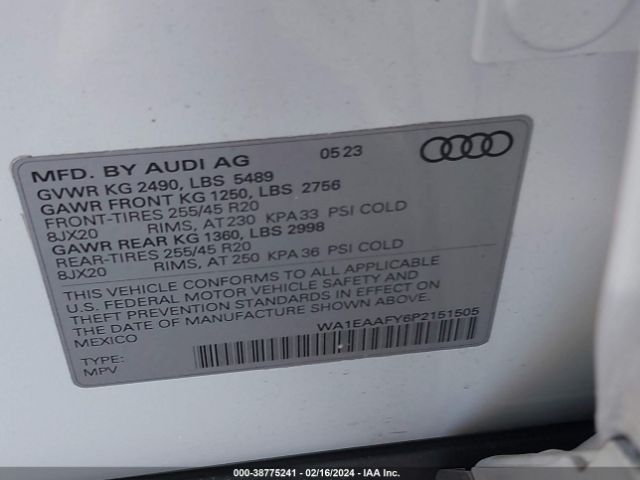 MFD. BY AUDI AG 05 23
GVWR KG 2490, LBS 5489
GAWR FRONT KG 1250, LBS 2756
FRONT-TIRES 255/45 R20
8JX20 RIMS, AT 230 KPA 33 PSI COLD
GAWR REAR KG 1360, LBS 2998
REAR-TIRES 255/45 R20
8JX20 RIMS, AT 250 KPA 36 PSI COLD
THIS VEHICLE CONFORMS TO ALL APPLICABLE
U.S. FEDERAL MOTOR VEHICLE SAFETY AND
THEFT PREVENTION STANDARDS IN EFFECT ON
THE DATE OF MANUFACTURE SHOWN ABOVE.
MEXICO
WA1EAAFY6P2151505
TYPE:
MPV
000-38775241 - 02/16/2024 - IAA Inc.